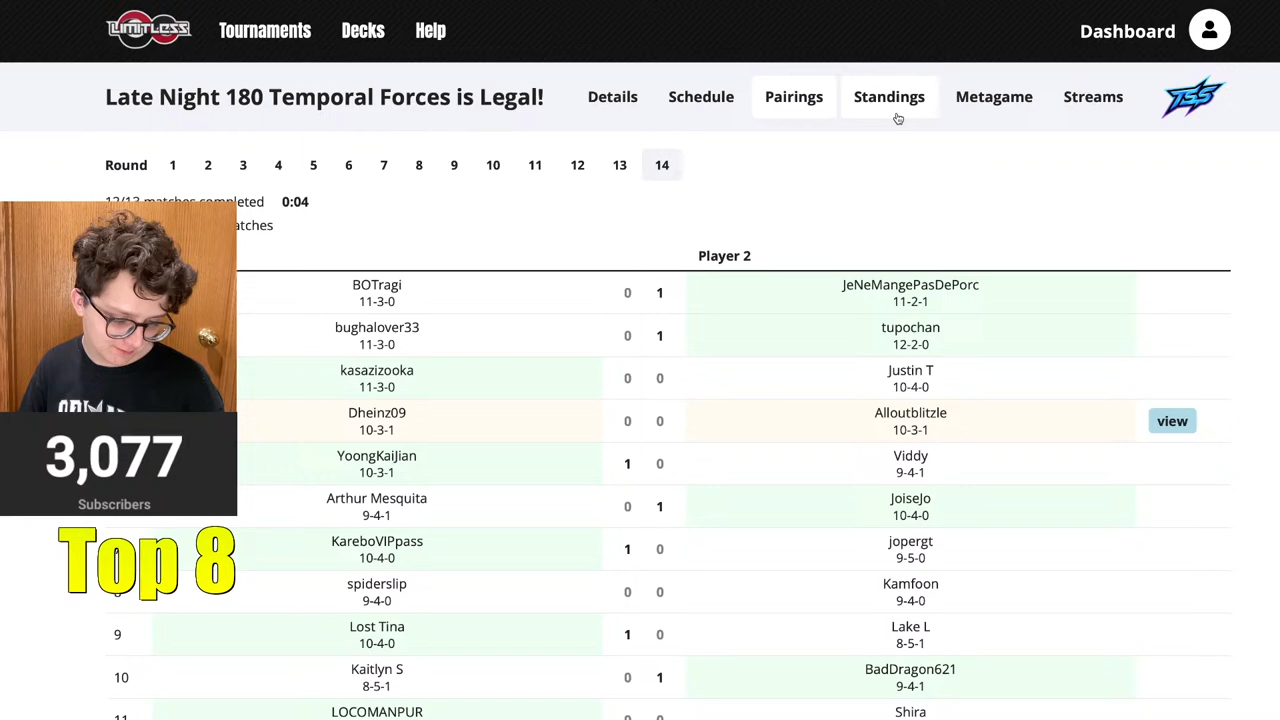 LIMITLESS
Tournaments Decks Help Dashboard
Late Night 180 Temporal Forces is Legal! Details Schedule Pairings Standings Metagame Streams TSS
Round 1 2 3 4 5 6 7 8 9 10 11 12 13 14
12/13 matches completed 0:04
Player 2
BOTragi 0 1 JeNeMangePasDePorc
11-3-0 11-2-1
bughalover33 0 1 tupochan
11-3-0 12-2-0
kasazizooka 0 0 Justin T
11-3-0 10-4-0
Dheinz09 0 0 Alloutblitzle view
10-3-1 10-3-1
YoongKaiJian 1 0 Viddy
10-3-1 9-4-1
Arthur Mesquita 0 1 JoiseJo
9-4-1 10-4-0
KareboVIPpass 1 0 jopergt
10-4-0 9-5-0
spiderslip 0 0 Kamfoon
9-4-0 9-4-0
9 Lost Tina 1 0 Lake L
10-4-0 8-5-1
10 Kaitlyn S 0 1 BadDragon621
8-5-1 9-4-1
LOCOMANPUR Shira
3,077
Subscribers
Top 8